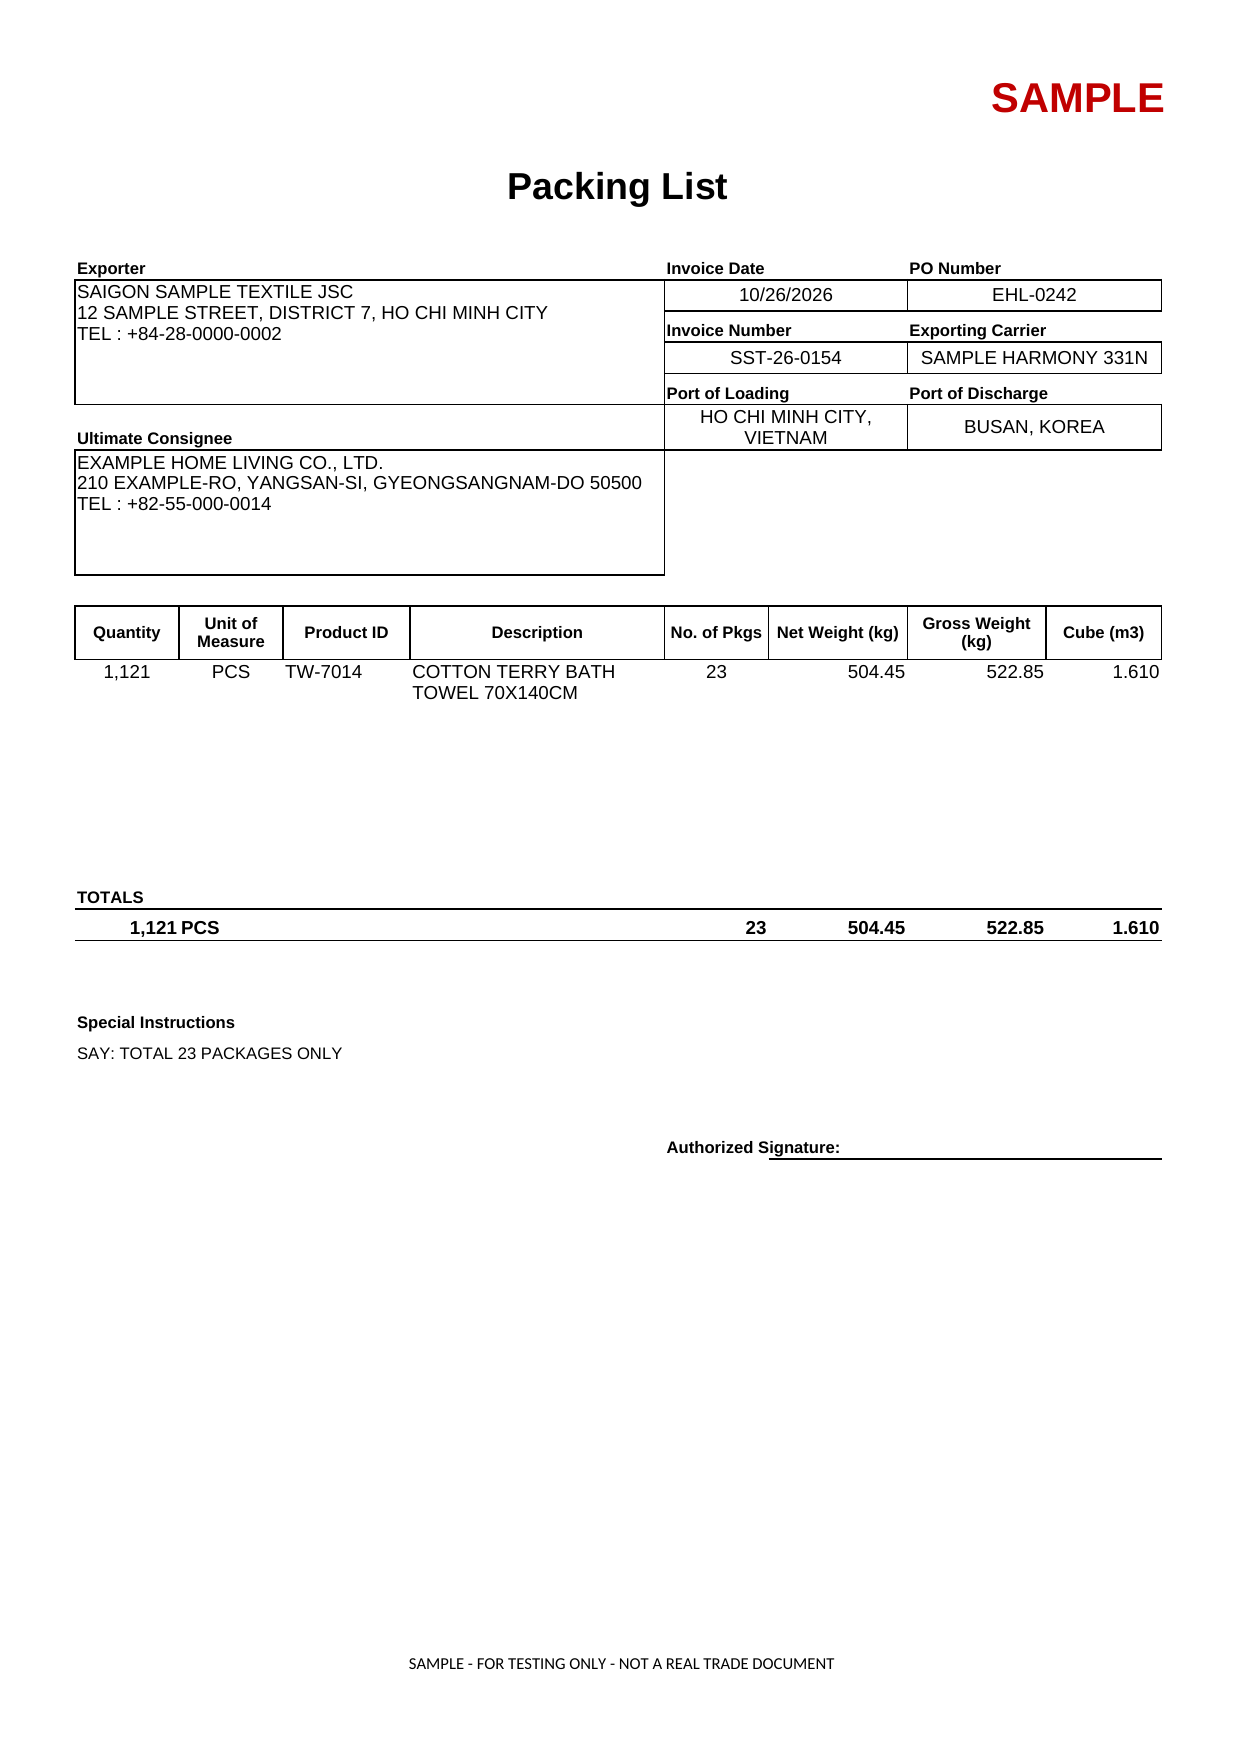 SAMPLE
Packing List
Exporter
Invoice Date PO Number
SAIGON SAMPLE TEXTILE JSC
12 SAMPLE STREET, DISTRICT 7, HO CHI MINH CITY
TEL : +84-28-0000-0002
10/26/2026 EHL-0242
Invoice Number Exporting Carrier
SST-26-0154 SAMPLE HARMONY 331N
Port of Loading Port of Discharge
HO CHI MINH CITY,
VIETNAM
BUSAN, KOREA
Ultimate Consignee
EXAMPLE HOME LIVING CO., LTD.
210 EXAMPLE-RO, YANGSAN-SI, GYEONGSANGNAM-DO 50500
TEL : +82-55-000-0014
Quantity Unit of Measure Product ID Description No. of Pkgs Net Weight (kg) Gross Weight (kg) Cube (m3)
1,121 PCS TW-7014 COTTON TERRY BATH 23 504.45 522.85 1.610
TOWEL 70X140CM
TOTALS
1,121 PCS 23 504.45 522.85 1.610
Special Instructions
SAY: TOTAL 23 PACKAGES ONLY
Authorized Signature:
SAMPLE - FOR TESTING ONLY - NOT A REAL TRADE DOCUMENT